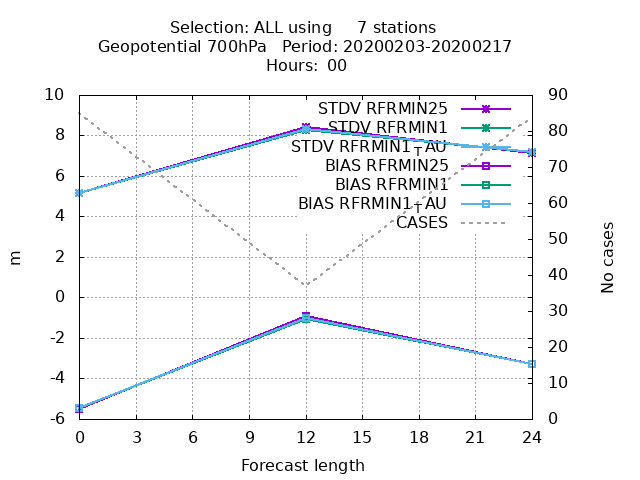 Selection: ALL using 7 stations
Geopotential 700hPa Period: 20200203-20200217
Hours: 00
10
8
6
4
2
0
-2
-4
-6
m
90
80
70
60
50
40
30
20
10
0
No cases
STDV RFRMIN25
STDV RFRMIN1
STDV RFRMIN1_AU
BIAS RFRMIN25
BIAS RFRMIN1
BIAS RFRMIN1_AU
CASES
0 3 6 9 12 15 18 21 24
Forecast length